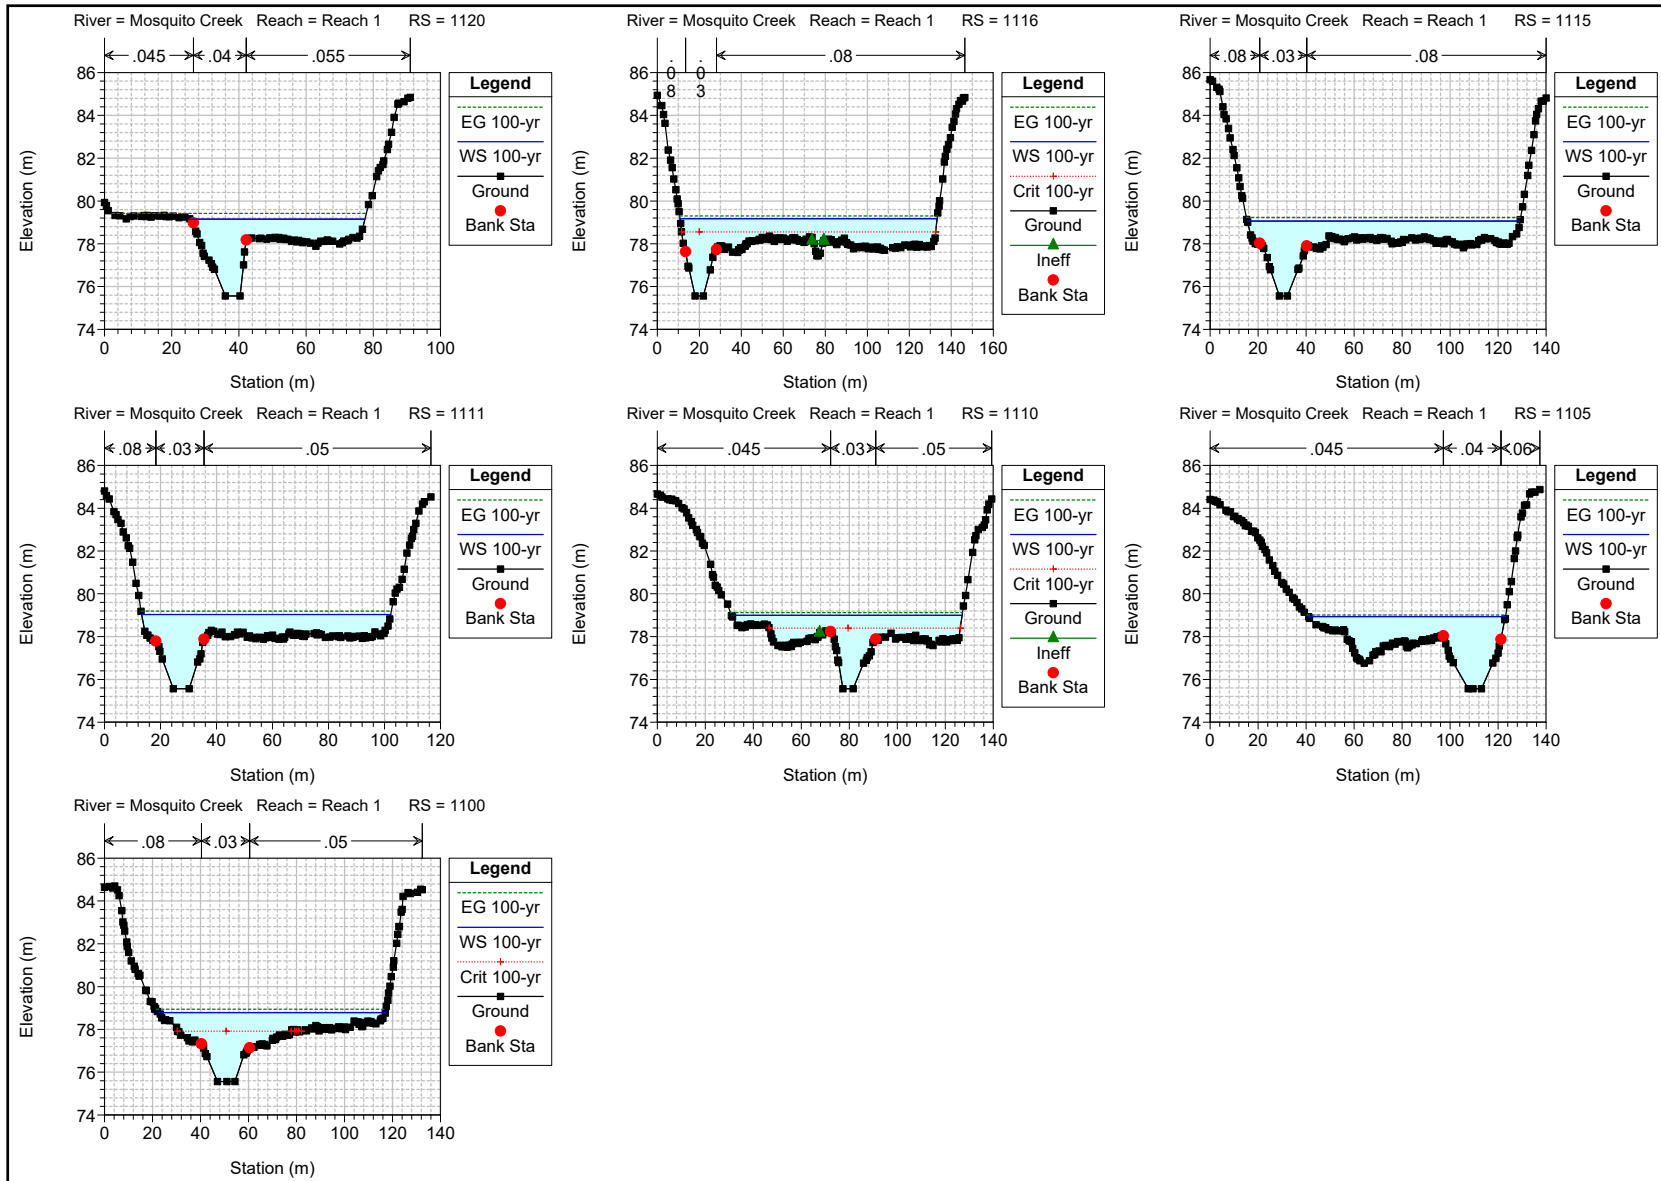 River = Mosquito Creek Reach = Reach 1 RS = 1120
.045 .04 .055
86
84
82
80
78
76
74
0 20 40 60 80 100
Station (m)
Elevation (m)
Legend
EG 100-yr
WS 100-yr
Ground
Bank Sta
River = Mosquito Creek Reach = Reach 1 RS = 1116
.08 .03 .08
86
84
82
80
78
76
74
0 20 40 60 80 100 120 140 160
Station (m)
Elevation (m)
Legend
EG 100-yr
WS 100-yr
Crit 100-yr
Ground
Ineff
Bank Sta
River = Mosquito Creek Reach = Reach 1 RS = 1115
.08 .03 .08
86
84
82
80
78
76
74
0 20 40 60 80 100 120 140
Station (m)
Elevation (m)
Legend
EG 100-yr
WS 100-yr
Ground
Bank Sta
River = Mosquito Creek Reach = Reach 1 RS = 1111
.08 .03 .05
86
84
82
80
78
76
74
0 20 40 60 80 100 120
Station (m)
Elevation (m)
Legend
EG 100-yr
WS 100-yr
Ground
Bank Sta
River = Mosquito Creek Reach = Reach 1 RS = 1110
.045 .03 .05
86
84
82
80
78
76
74
0 20 40 60 80 100 120 140
Station (m)
Elevation (m)
Legend
EG 100-yr
WS 100-yr
Crit 100-yr
Ground
Ineff
Bank Sta
River = Mosquito Creek Reach = Reach 1 RS = 1105
.045 .04 .06
86
84
82
80
78
76
74
0 20 40 60 80 100 120 140
Station (m)
Elevation (m)
Legend
EG 100-yr
WS 100-yr
Ground
Bank Sta
River = Mosquito Creek Reach = Reach 1 RS = 1100
.08 .03 .05
86
84
82
80
78
76
74
0 20 40 60 80 100 120 140
Station (m)
Elevation (m)
Legend
EG 100-yr
WS 100-yr
Crit 100-yr
Ground
Bank Sta